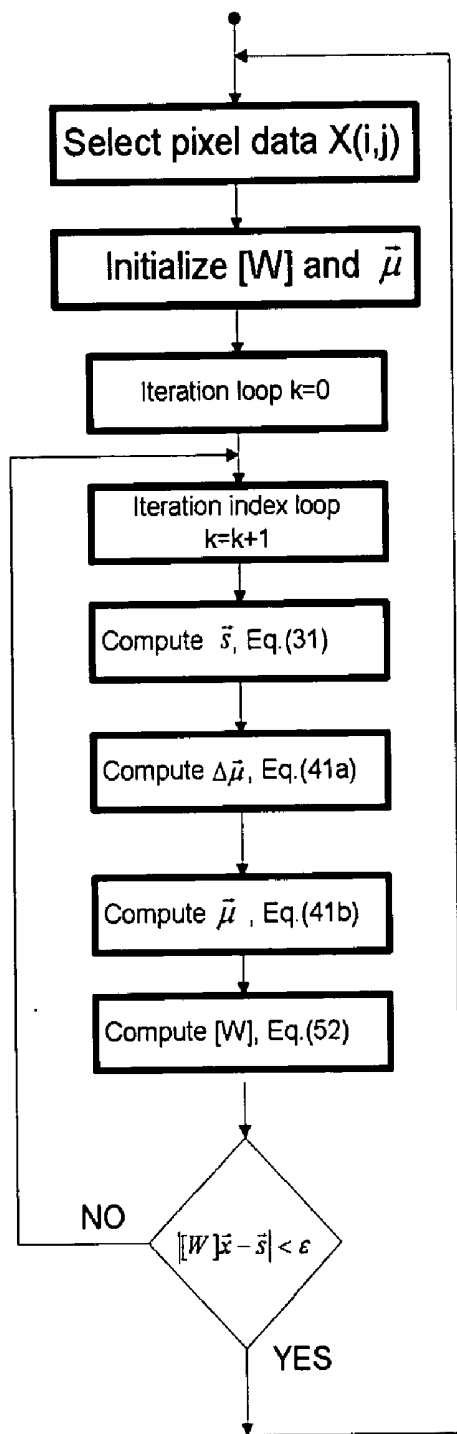 Select pixel data X(i,j)
Initialize [W] and μ⃗
Iteration loop k=0
Iteration index loop
k=k+1
Compute s⃗, Eq.(31)
Compute Δμ⃗, Eq.(41a)
Compute μ⃗ , Eq.(41b)
Compute [W], Eq.(52)
NO
|[W]x⃗ − s⃗| < ε
YES